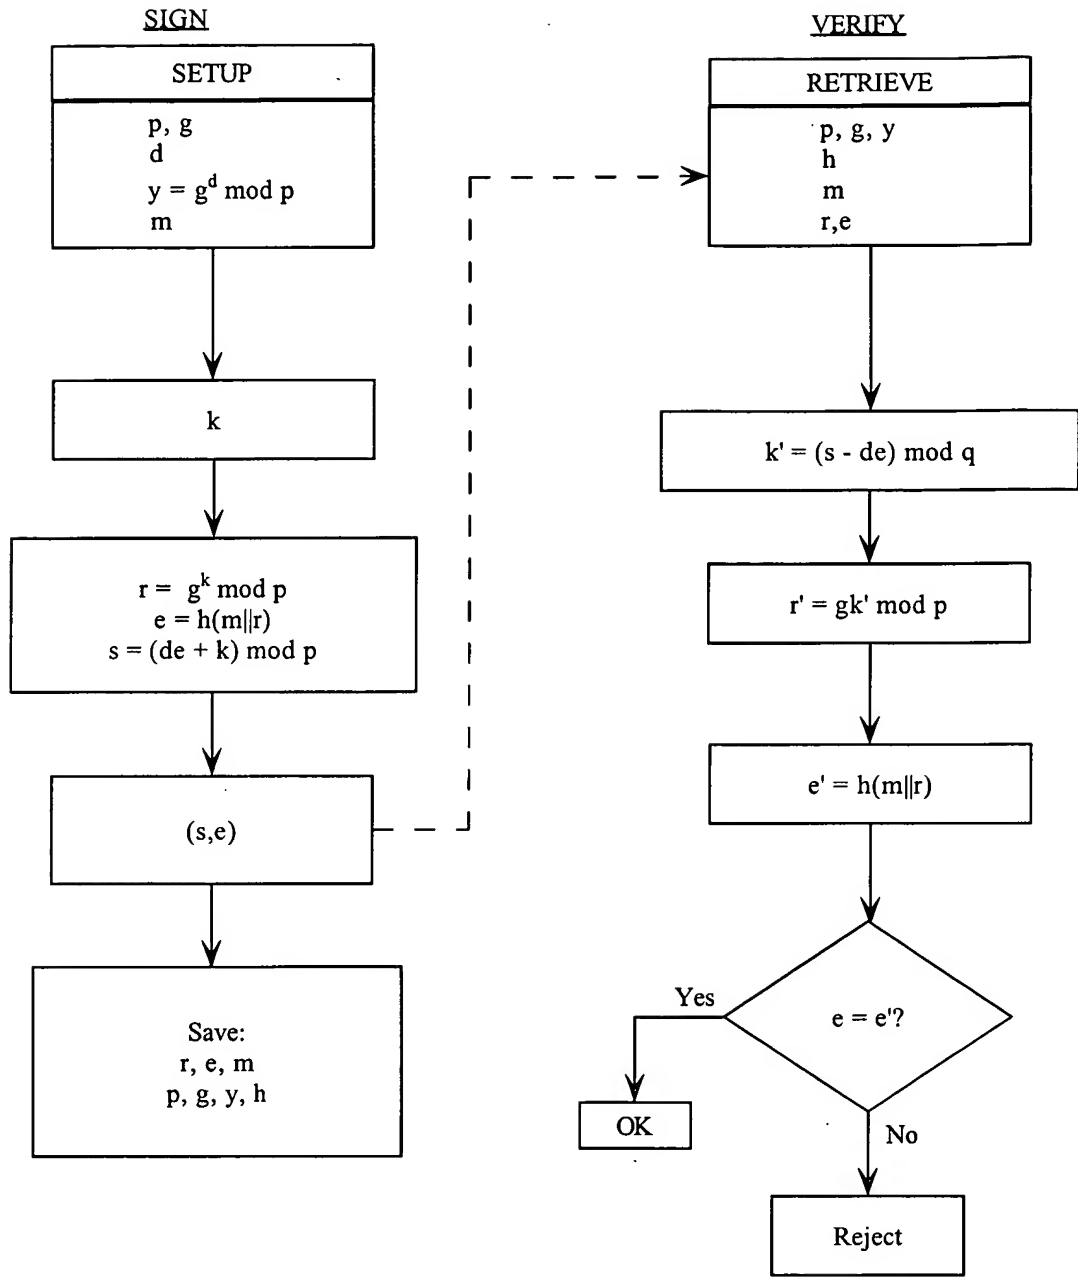 SIGN
SETUP
p, g
d
y = g^d mod p
m
k
r = g^k mod p
e = h(m||r)
s = (de + k) mod p
(s,e)
Save:
r, e, m
p, g, y, h
VERIFY
RETRIEVE
p, g, y
h
m
r,e
k' = (s - de) mod q
r' = gk' mod p
e' = h(m||r)
e = e'?
Yes
OK
No
Reject